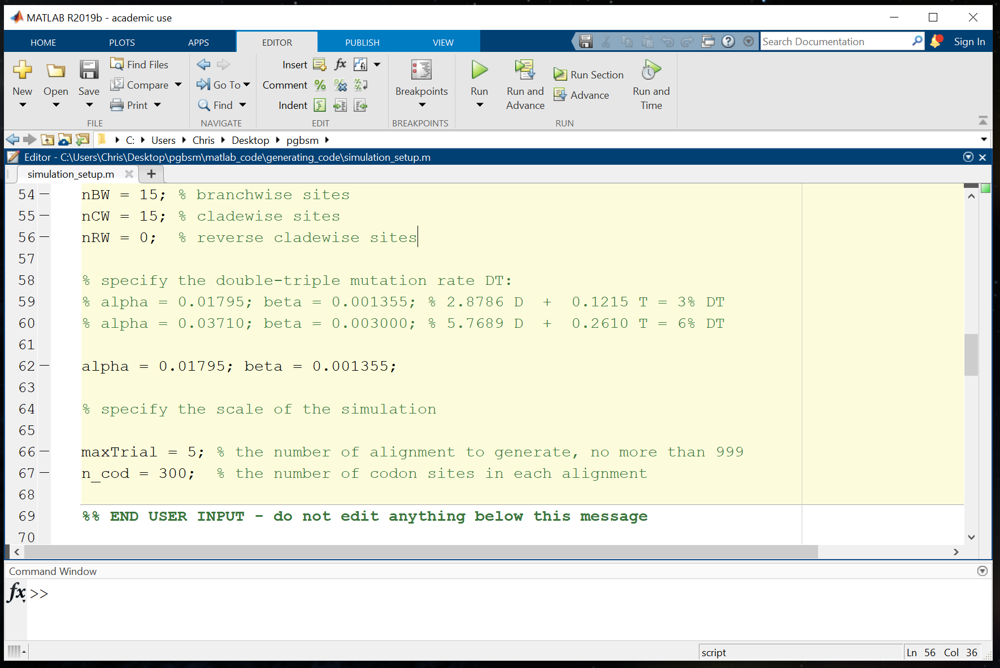 MATLAB R2019b - academic use
HOME PLOTS APPS EDITOR PUBLISH VIEW Search Documentation Sign In
New Open Save Find Files Compare Print FILE
Go To Find NAVIGATE
Insert Comment Indent EDIT
Breakpoints BREAKPOINTS
Run Run and Advance Run Section Advance Run and Time RUN
C: Users Chris Desktop pgbsm
Editor - C:\Users\Chris\Desktop\pgbsm\matlab_code\generating_code\simulation_setup.m
simulation_setup.m
54 nBW = 15; % branchwise sites
55 nCW = 15; % cladewise sites
56 nRW = 0;  % reverse cladewise sites
57
58 % specify the double-triple mutation rate DT:
59 % alpha = 0.01795; beta = 0.001355; % 2.8786 D  +  0.1215 T = 3% DT
60 % alpha = 0.03710; beta = 0.003000; % 5.7689 D  +  0.2610 T = 6% DT
61
62 alpha = 0.01795; beta = 0.001355;
63
64 % specify the scale of the simulation
65
66 maxTrial = 5; % the number of alignment to generate, no more than 999
67 n_cod = 300;  % the number of codon sites in each alignment
68
69 %% END USER INPUT - do not edit anything below this message
70
Command Window
fx >>
script Ln 56 Col 36